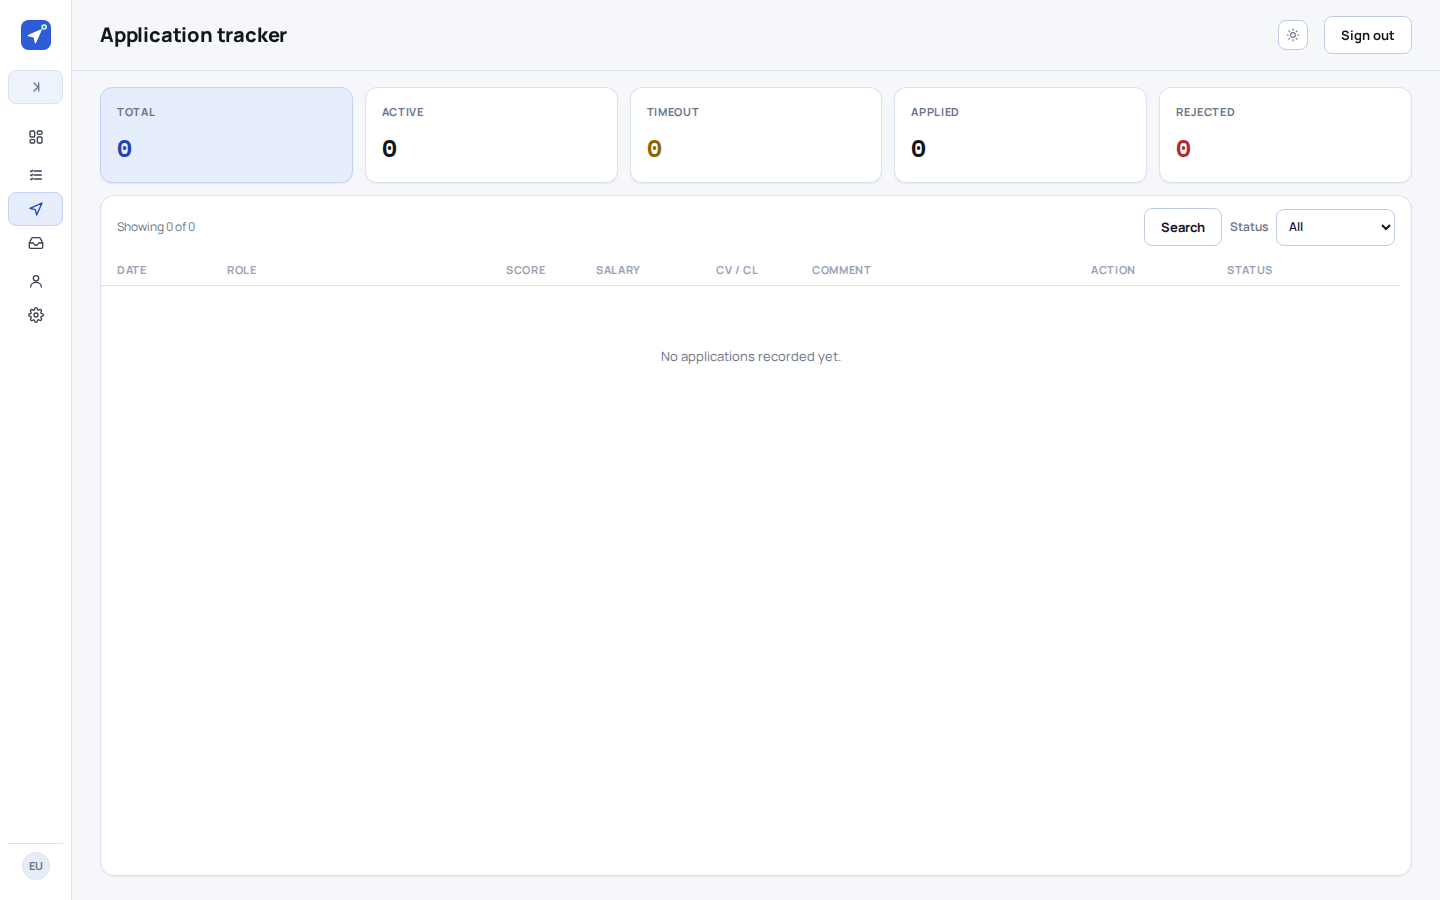 Application tracker
Sign out
TOTAL
0
ACTIVE
0
TIMEOUT
0
APPLIED
0
REJECTED
0
Showing 0 of 0
Search
Status
All
DATE
ROLE
SCORE
SALARY
CV / CL
COMMENT
ACTION
STATUS
No applications recorded yet.
EU